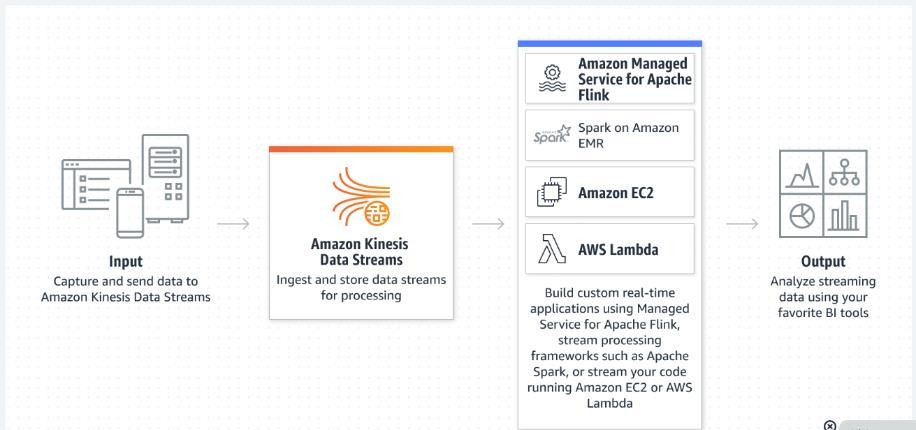 Input
Capture and send data to
Amazon Kinesis Data Streams
Amazon Kinesis
Data Streams
Ingest and store data streams
for processing
Amazon Managed
Service for Apache
Flink
Spark
Spark on Amazon
EMR
Amazon EC2
AWS Lambda
Build custom real-time
applications using Managed
Service for Apache Flink,
stream processing
frameworks such as Apache
Spark, or stream your code
running Amazon EC2 or AWS
Lambda
Output
Analyze streaming
data using your
favorite BI tools